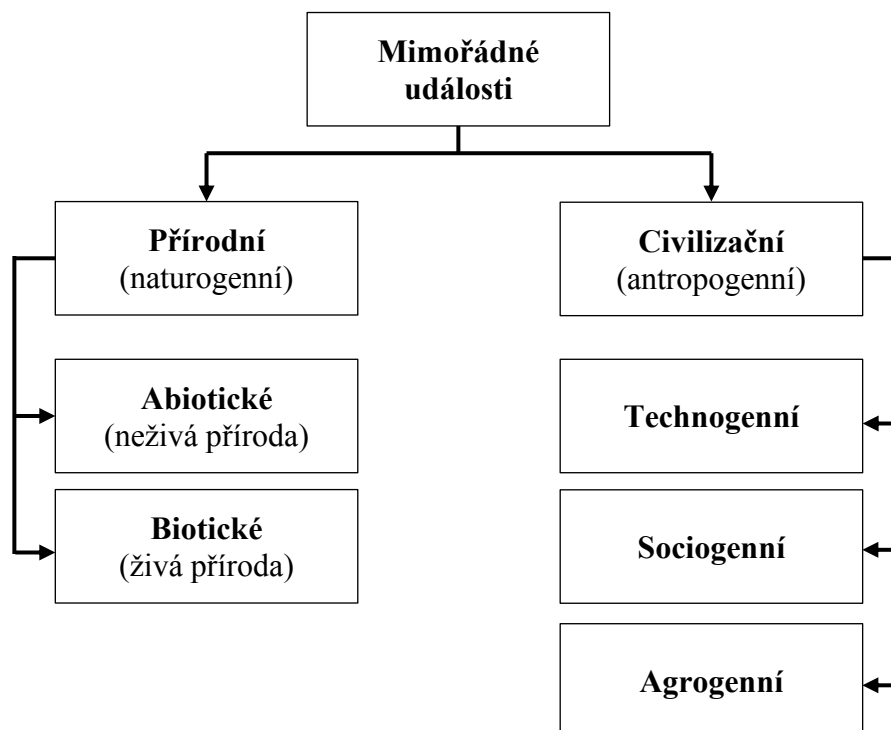 Mimořádné
události
Přírodní
(naturogenní)
Civilizační
(antropogenní)
Abiotické
(neživá příroda)
Technogenní
Biotické
(živá příroda)
Sociogenní
Agrogenní